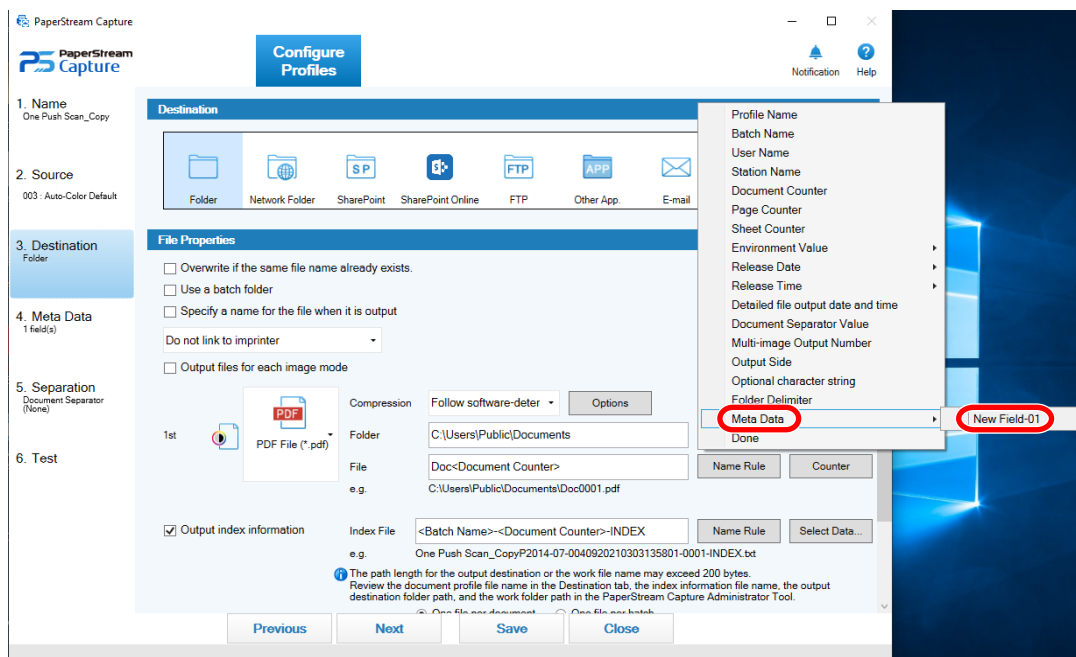 PaperStream Capture
PaperStream
Capture
Configure
Profiles
Notification
Help
1. Name
One Push Scan_Copy
2. Source
003 : Auto-Color Default
3. Destination
Folder
4. Meta Data
1 field(s)
5. Separation
Document Separator
(None)
6. Test
Destination
Folder
Network Folder
SP
SharePoint
SharePoint Online
FTP
FTP
APP
Other App.
E-mail
File Properties
Overwrite if the same file name already exists.
Use a batch folder
Specify a name for the file when it is output
Do not link to imprinter
Output files for each image mode
1st
PDF
PDF File (*.pdf)
Compression
Follow software-deter
Options
Folder
C:\Users\Public\Documents
File
Doc<Document Counter>
Name Rule
Counter
e.g.
C:\Users\Public\Documents\Doc0001.pdf
Output index information
Index File
<Batch Name>-<Document Counter>-INDEX
Name Rule
Select Data...
e.g.
One Push Scan_CopyP2014-07-0040920210303135801-0001-INDEX.txt
The path length for the output destination or the work file name may exceed 200 bytes.
Review the document profile file name in the Destination tab, the index information file name, the output
destination folder path, and the work folder path in the PaperStream Capture Administrator Tool.
One file per document
One file per batch
Previous
Next
Save
Close
Profile Name
Batch Name
User Name
Station Name
Document Counter
Page Counter
Sheet Counter
Environment Value
Release Date
Release Time
Detailed file output date and time
Document Separator Value
Multi-image Output Number
Output Side
Optional character string
Folder Delimiter
Meta Data
Done
New Field-01